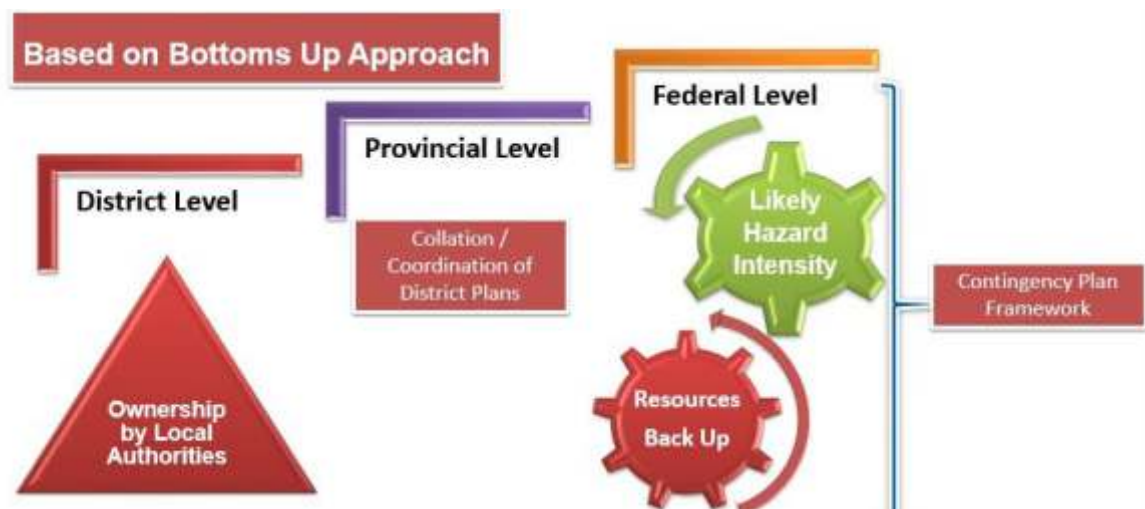 Based on Bottoms Up Approach
Federal Level
Provincial Level
District Level
Likely
Hazard
Intensity
Collation /
Coordination of
District Plans
Contingency Plan
Framework
Ownership
by Local
Authorities
Resources
Back Up